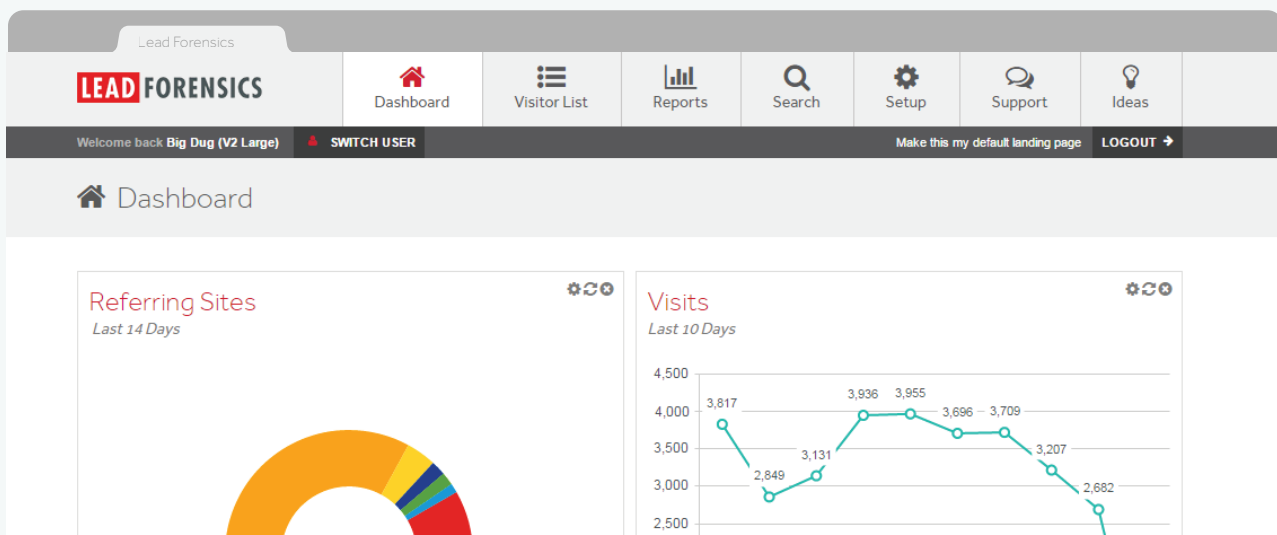 Lead Forensics
LEAD FORENSICS
Dashboard
Visitor List
Reports
Search
Setup
Support
Ideas
Welcome back Big Dug (V2 Large)
SWITCH USER
Make this my default landing page
LOGOUT
Dashboard
Referring Sites
Last 14 Days
Visits
Last 10 Days
4,500
4,000
3,500
3,000
2,500
3,817
2,849
3,131
3,936
3,955
3,696
3,709
3,207
2,682